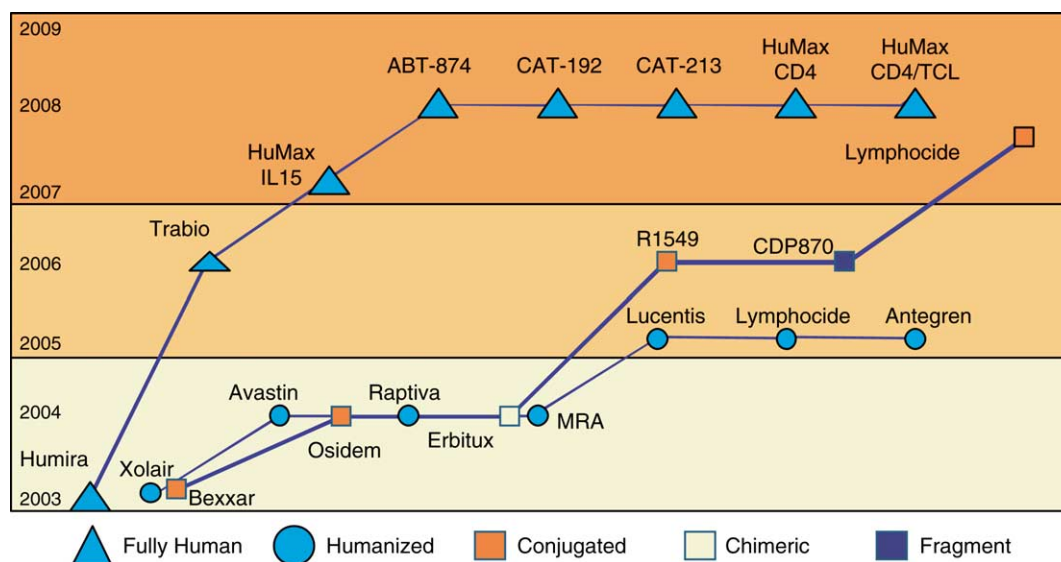 2009
HuMax
CD4
HuMax
CD4/TCL
ABT-874
CAT-192
CAT-213
2008
HuMax
IL15
Lymphocide
2007
Trabio
R1549
CDP870
2006
Lucentis
Lymphocide
Antegren
2005
Avastin
Raptiva
2004
MRA
Erbitux
Osidem
Humira
Xolair
Bexxar
2003
Fully Human
Humanized
Conjugated
Chimeric
Fragment